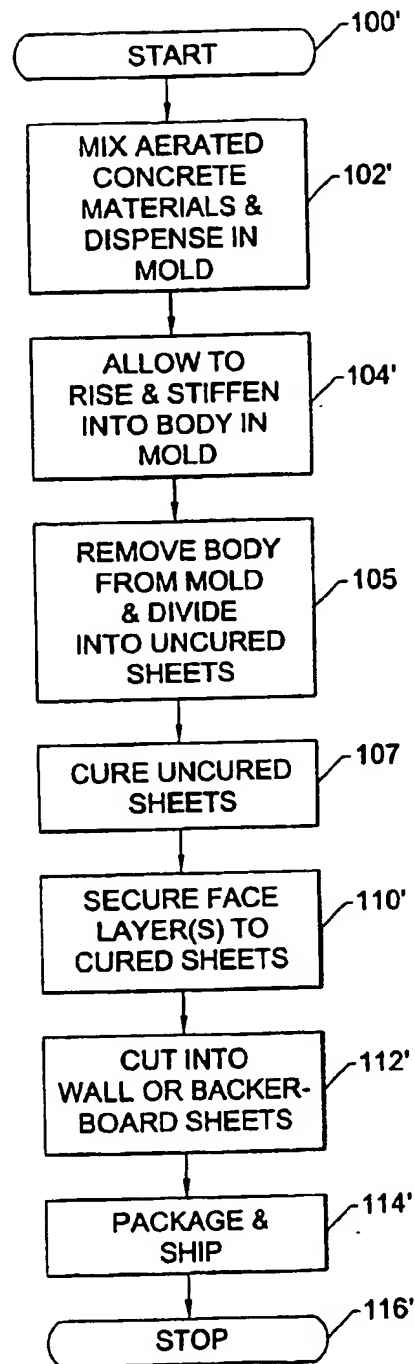 START
100'
MIX AERATED
CONCRETE
MATERIALS &
DISPENSE IN
MOLD
102'
ALLOW TO
RISE & STIFFEN
INTO BODY IN
MOLD
104'
REMOVE BODY
FROM MOLD
& DIVIDE
INTO UNCURED
SHEETS
105
CURE UNCURED
SHEETS
107
SECURE FACE
LAYER(S) TO
CURED SHEETS
110'
CUT INTO
WALL OR BACKER-
BOARD SHEETS
112'
PACKAGE &
SHIP
114'
STOP
116'